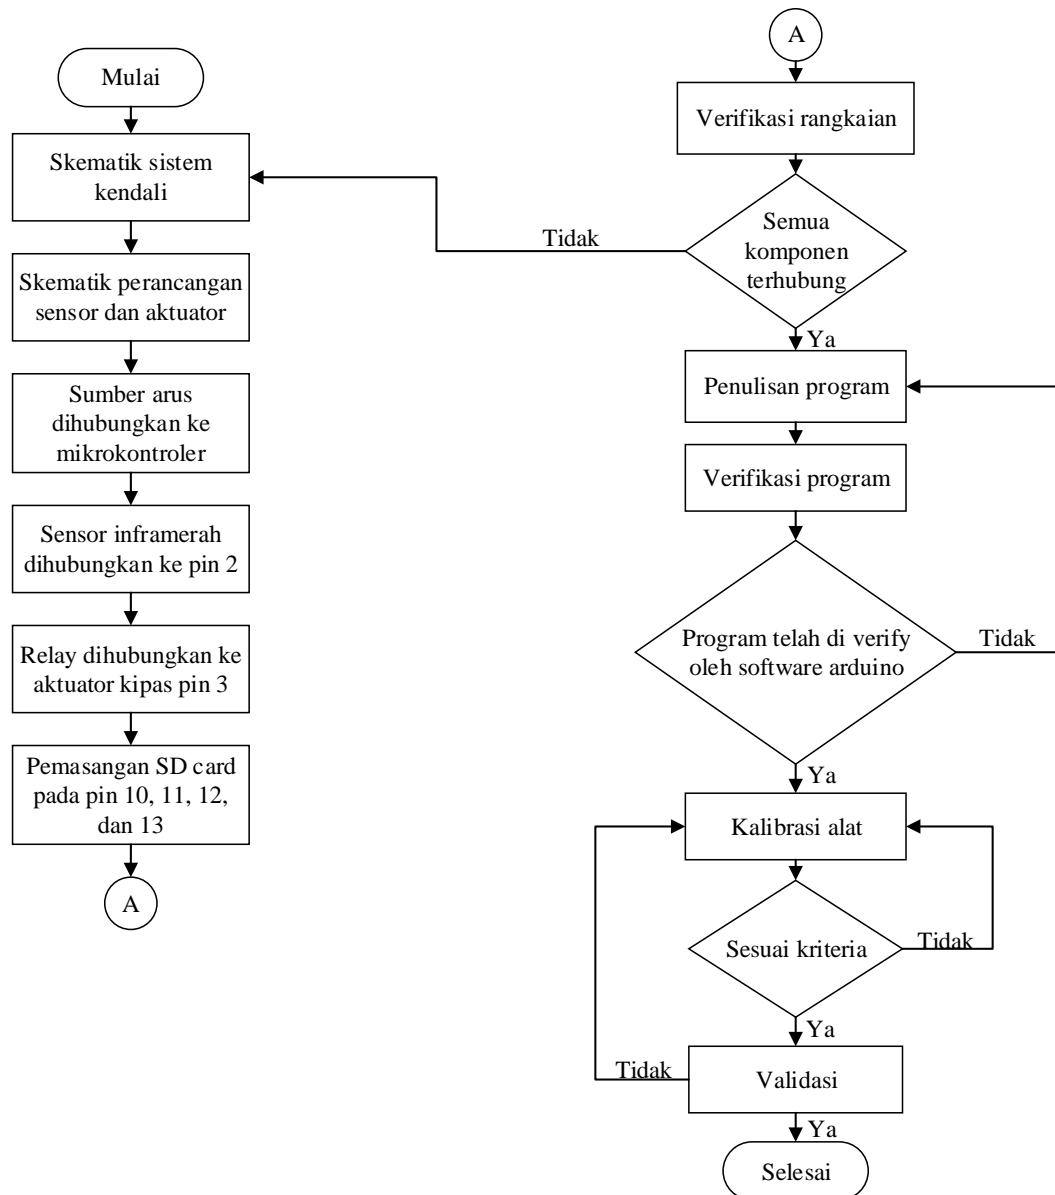 Mulai
Skematik sistem
kendali
Skematik perancangan
sensor dan aktuator
Sumber arus
dihubungkan ke
mikrokontroler
Sensor inframerah
dihubungkan ke pin 2
Relay dihubungkan ke
aktuator kipas pin 3
Pemasangan SD card
pada pin 10, 11, 12,
dan 13
A
A
Verifikasi rangkaian
Semua
komponen
terhubung
Tidak
Ya
Penulisan program
Verifikasi program
Program telah di verify
oleh software arduino
Tidak
Ya
Kalibrasi alat
Sesuai kriteria
Tidak
Ya
Validasi
Tidak
Ya
Selesai